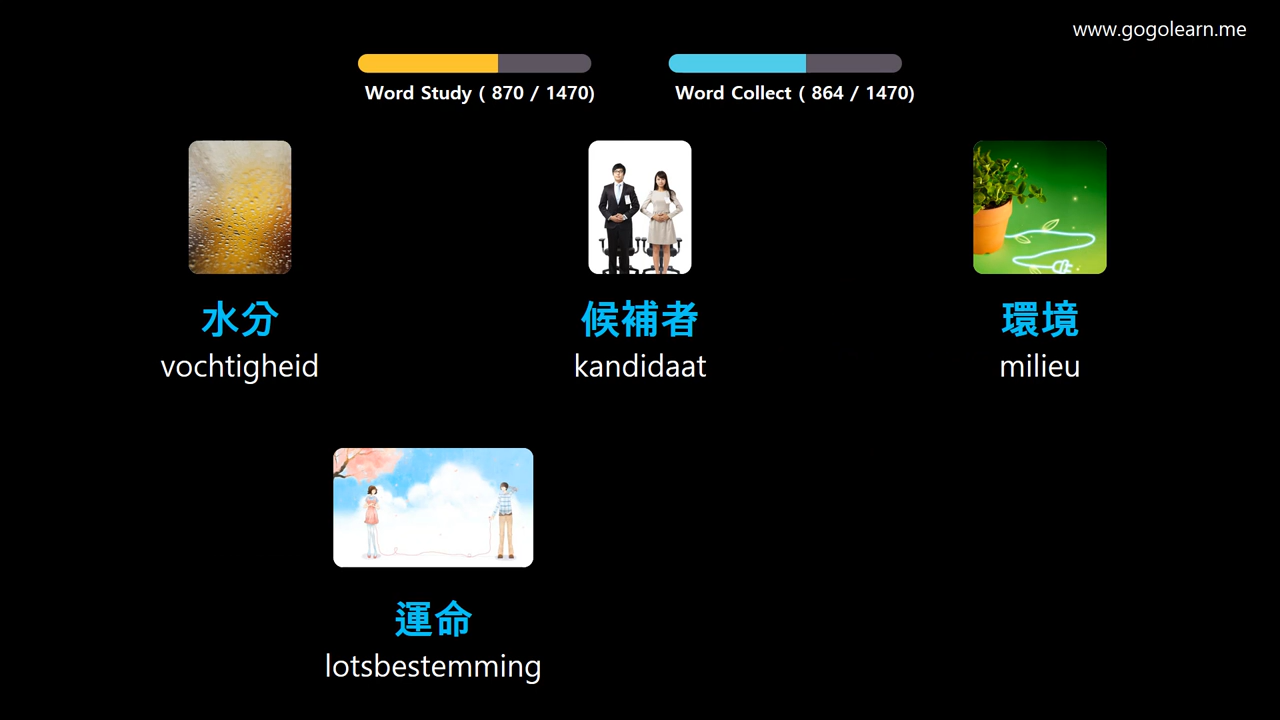 www.gogolearn.me
Word Study ( 870 / 1470)
Word Collect ( 864 / 1470)
水分
候補者
環境
vochtigheid
kandidaat
milieu
運命
lotsbestemming